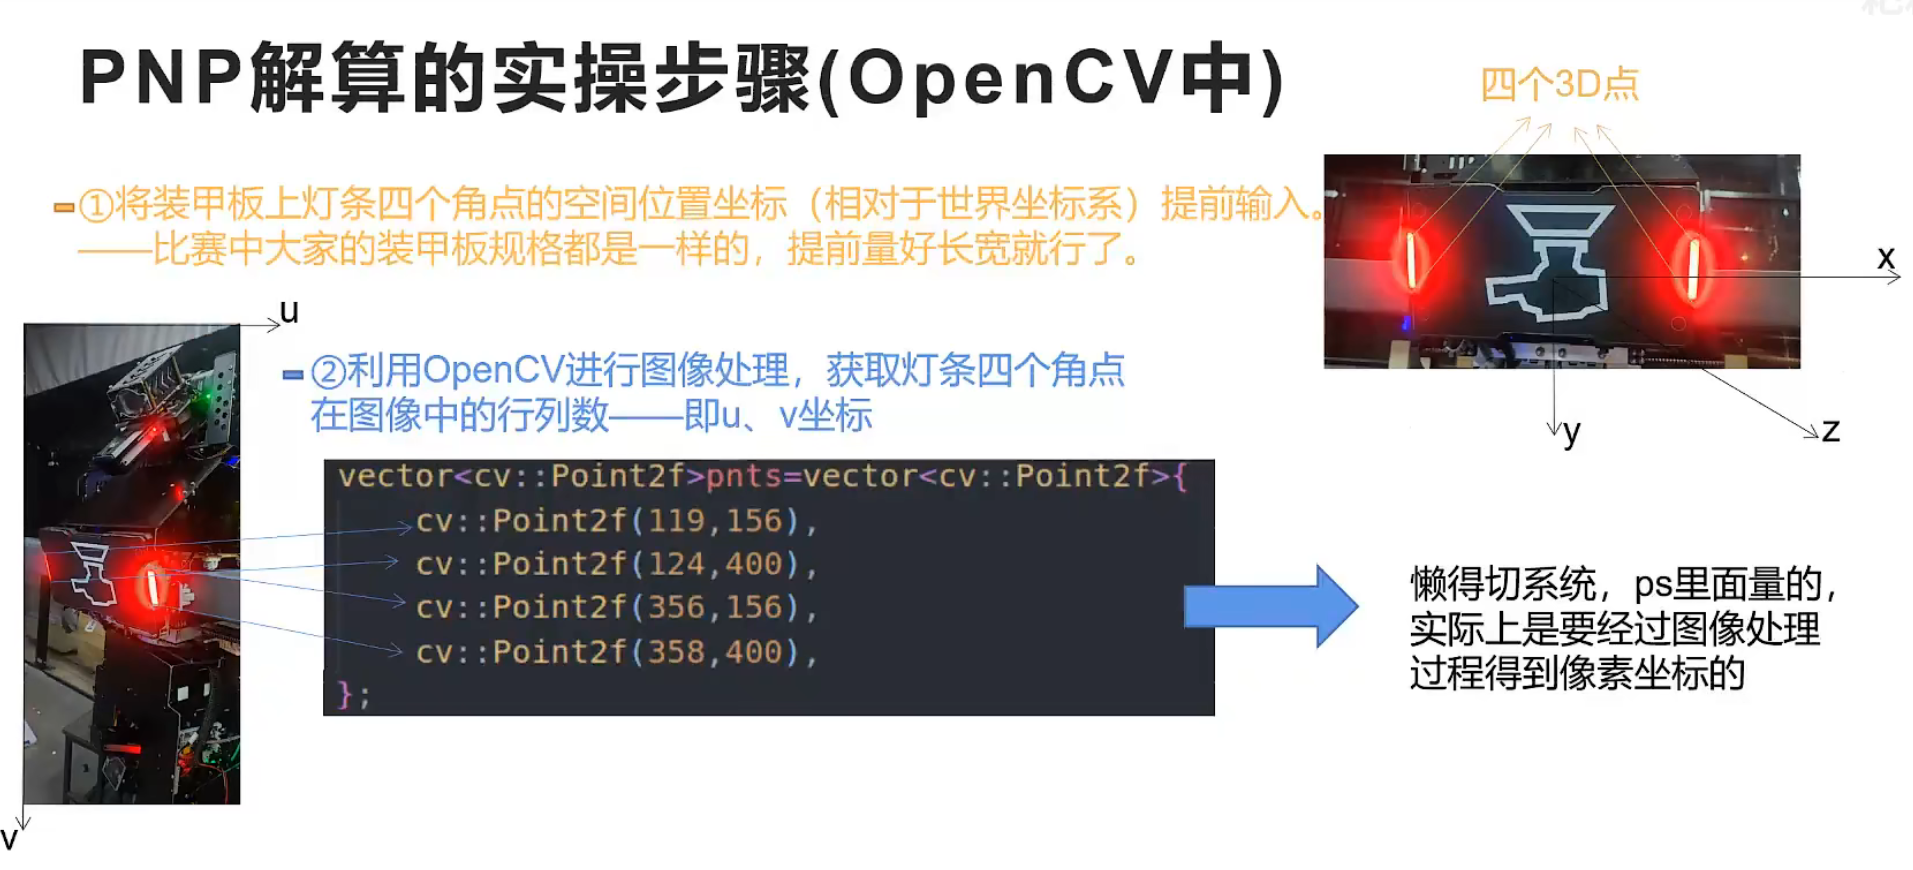 PNP解算的实操步骤(OpenCV中)
四个3D点
①将装甲板上灯条四个角点的空间位置坐标（相对于世界坐标系）提前输入。
——比赛中大家的装甲板规格都是一样的，提前量好长宽就行了。
x
y
z
u
v
②利用OpenCV进行图像处理，获取灯条四个角点
在图像中的行列数——即u、v坐标
vector<cv::Point2f>pnts=vector<cv::Point2f>{
cv::Point2f(119,156),
cv::Point2f(124,400),
cv::Point2f(356,156),
cv::Point2f(358,400),
};
懒得切系统，ps里面量的，
实际上是要经过图像处理
过程得到像素坐标的